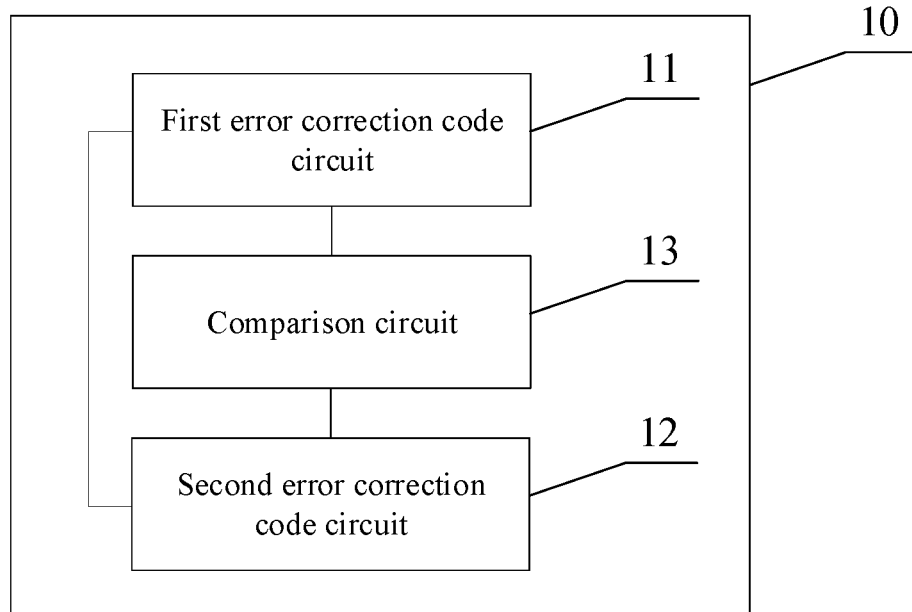 10
11
First error correction code
circuit
13
Comparison circuit
12
Second error correction
code circuit